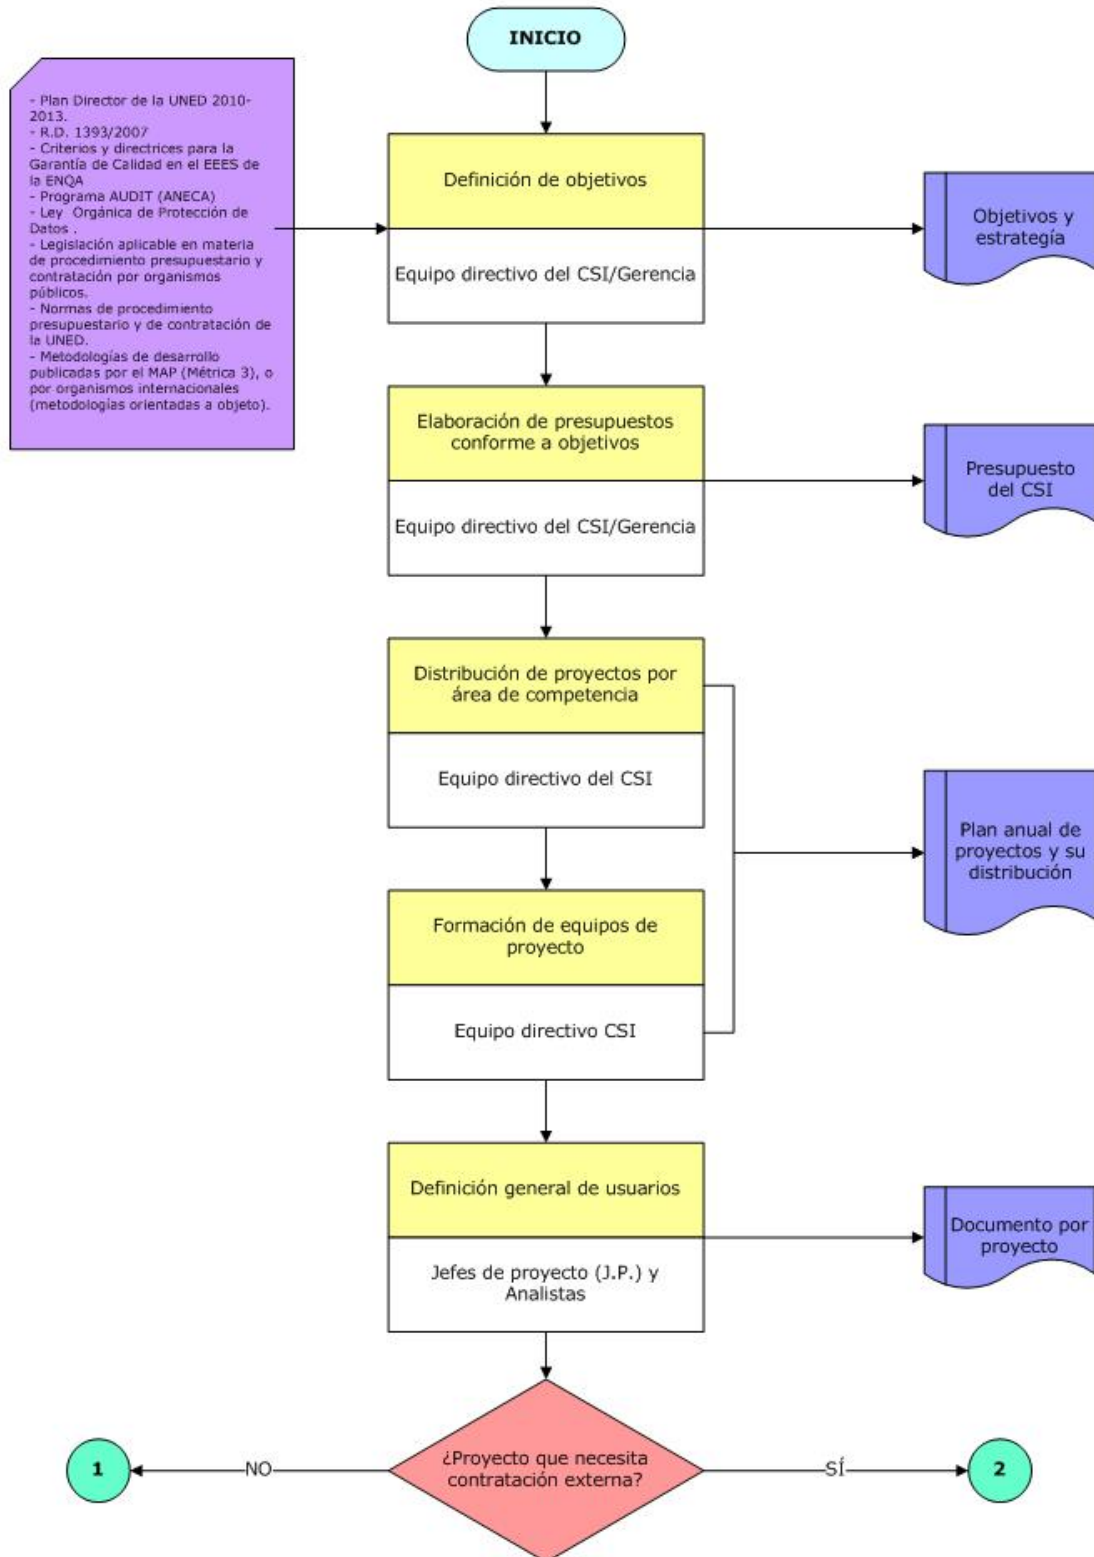 INICIO
- Plan Director de la UNED 2010-
2013.
- R.D. 1393/2007
- Criterios y directrices para la
Garantía de Calidad en el EEES de
la ENQA
- Programa AUDIT (ANECA)
- Ley Orgánica de Protección de
Datos .
- Legislación aplicable en materia
de procedimiento presupuestario y
contratación por organismos
públicos.
- Normas de procedimiento
presupuestario y de contratación de
la UNED.
- Metodologías de desarrollo
publicadas por el MAP (Métrica 3), o
por organismos internacionales
(metodologías orientadas a objeto).
Definición de objetivos
Equipo directivo del CSI/Gerencia
Objetivos y
estrategía
Elaboración de presupuestos
conforme a objetivos
Equipo directivo del CSI/Gerencia
Presupuesto
del CSI
Distribución de proyectos por
área de competencia
Equipo directivo del CSI
Plan anual de
proyectos y su
distribución
Formación de equipos de
proyecto
Equipo directivo CSI
Definición general de usuarios
Jefes de proyecto (J.P.) y
Analistas
Documento por
proyecto
¿Proyecto que necesita
contratación externa?
NO
1
SÍ
2